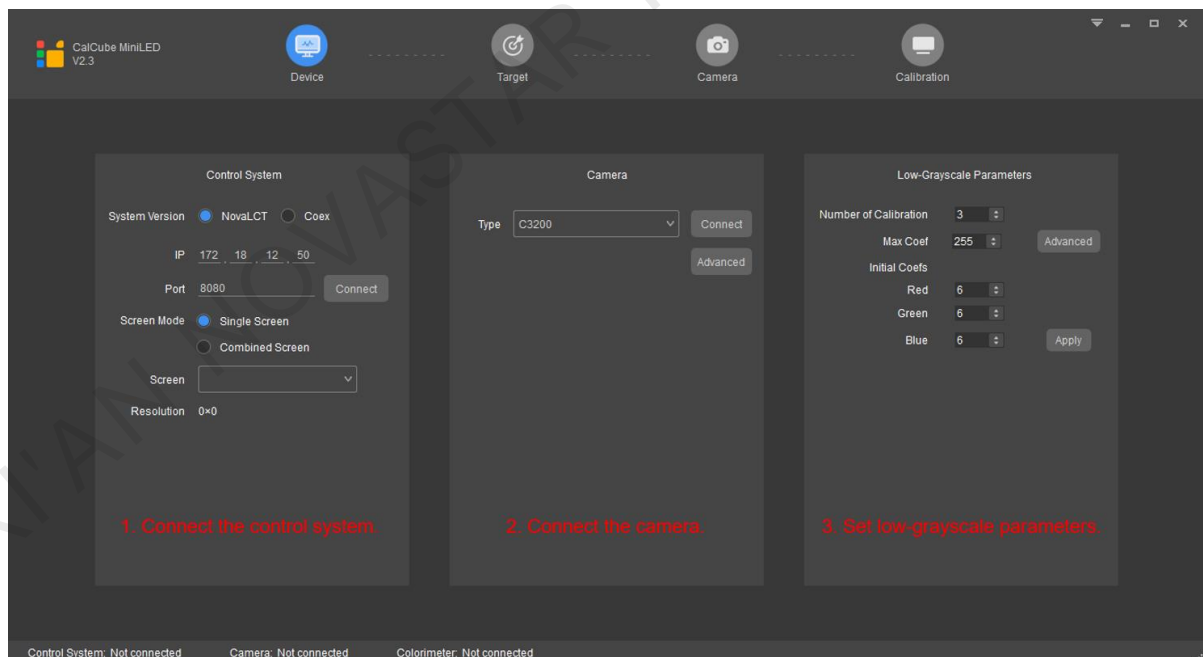 CalCube MiniLED
V2.3
Device
Target
Camera
Calibration
Control System
System Version NovaLCT Coex
IP 172 . 18 . 12 . 50
Port 8080 Connect
Screen Mode Single Screen
Combined Screen
Screen
Resolution 0×0
1. Connect the control system.
Camera
Type C3200 Connect
Advanced
2. Connect the camera.
Low-Grayscale Parameters
Number of Calibration 3
Max Coef 255 Advanced
Initial Coefs
Red 6
Green 6
Blue 6 Apply
3. Set low-grayscale parameters.
Control System: Not connected Camera: Not connected Colorimeter: Not connected
XI'AN NOVASTAR